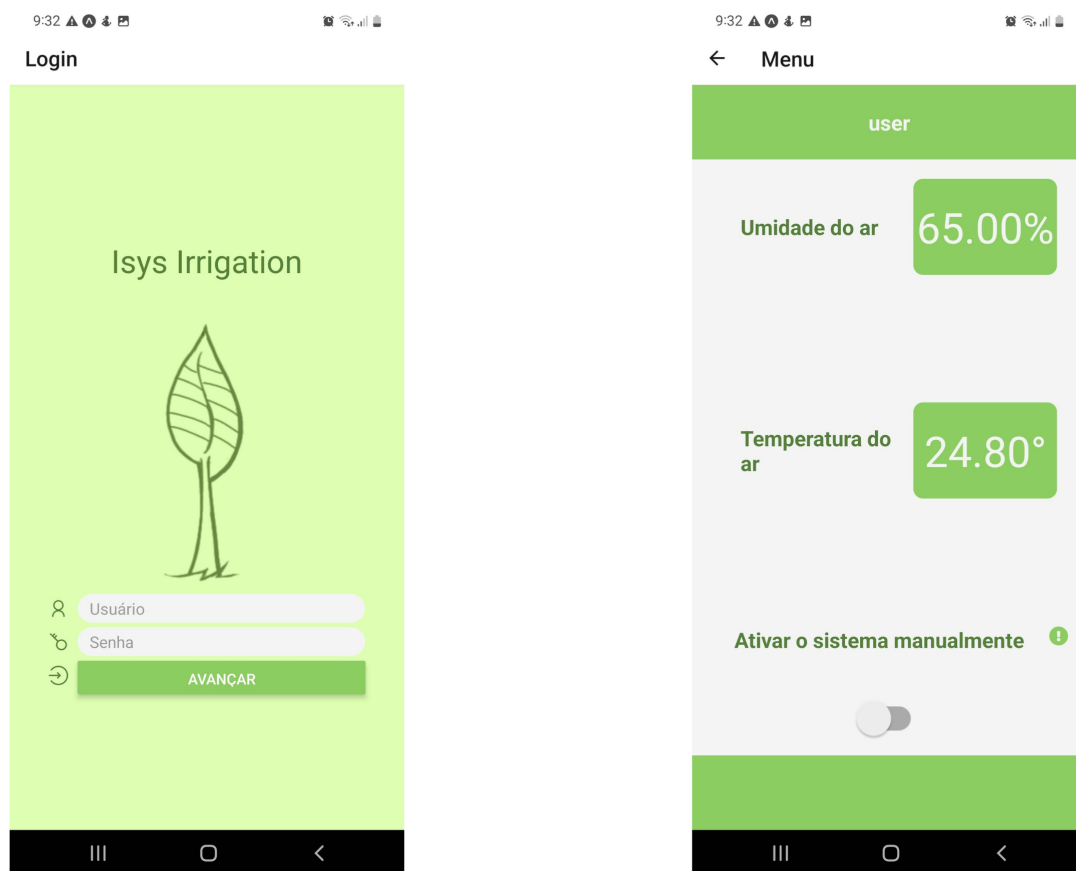 9:32
Login
Isys Irrigation
Usuário
Senha
AVANÇAR
9:32
Menu
user
Umidade do ar
65.00%
Temperatura do
ar
24.80°
Ativar o sistema manualmente